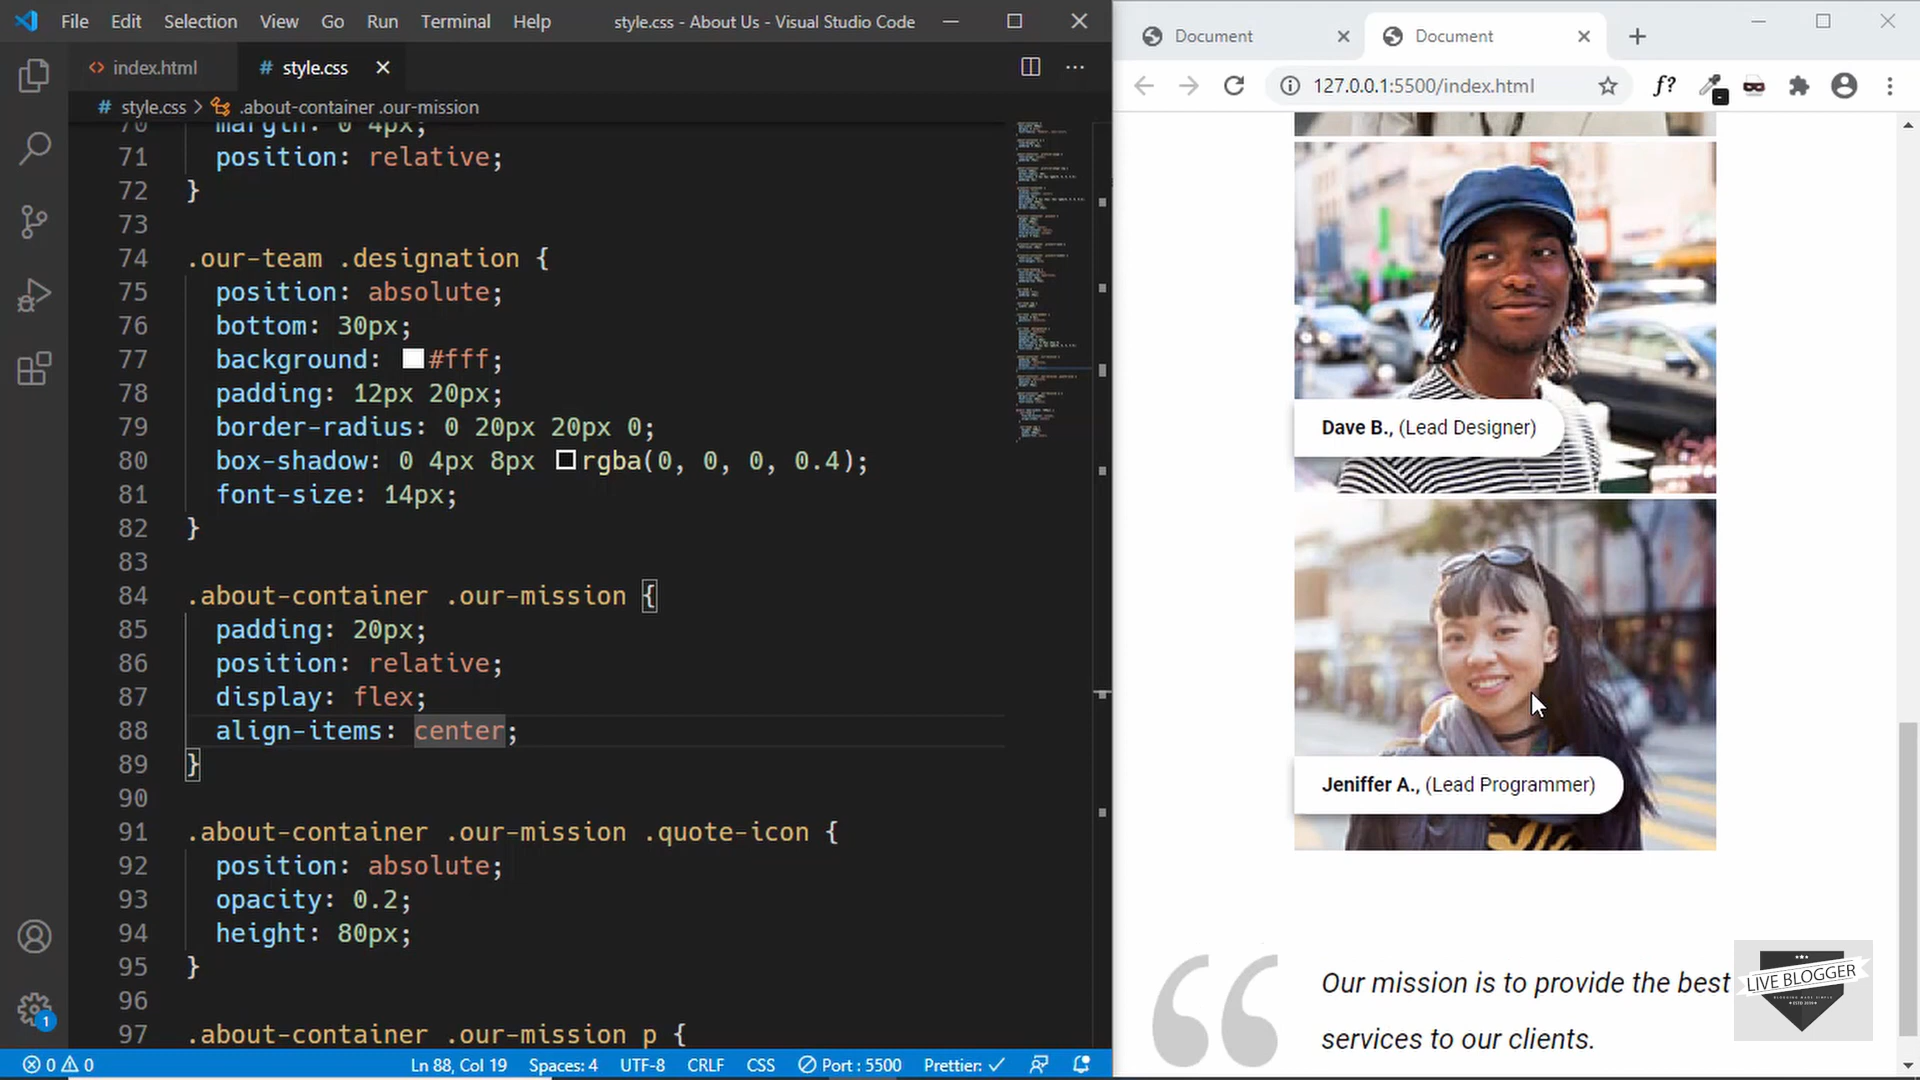 File Edit Selection View Go Run Terminal Help style.css - About Us - Visual Studio Code
index.html style.css
# style.css > .about-container .our-mission
70 margin: 0 4px;
71 position: relative;
72 }
73
74 .our-team .designation {
75 position: absolute;
76 bottom: 30px;
77 background: #fff;
78 padding: 12px 20px;
79 border-radius: 0 20px 20px 0;
80 box-shadow: 0 4px 8px rgba(0, 0, 0, 0.4);
81 font-size: 14px;
82 }
83
84 .about-container .our-mission {
85 padding: 20px;
86 position: relative;
87 display: flex;
88 align-items: center;
89 }
90
91 .about-container .our-mission .quote-icon {
92 position: absolute;
93 opacity: 0.2;
94 height: 80px;
95 }
96
97 .about-container .our-mission p {
1
0 0 Ln 88, Col 19 Spaces: 4 UTF-8 CRLF CSS Port : 5500 Prettier:
Document Document
127.0.0.1:5500/index.html f?
Dave B., (Lead Designer)
Jeniffer A., (Lead Programmer)
Our mission is to provide the best
services to our clients.
LIVE BLOGGER